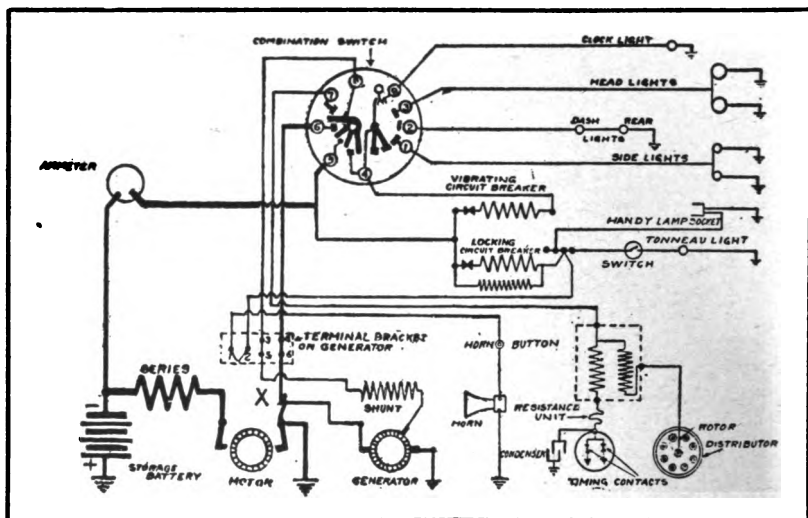 COMBINATION SWITCH
CLOCK LIGHT
HEAD LIGHTS
DASH REAR
LIGHTS
SIDE LIGHTS
AMMETER
VIBRATING
CIRCUIT BREAKER
HANDY LAMP SOCKET
LOCKING
CIRCUIT BREAKER
TONNEAU LIGHT
SWITCH
TERMINAL BRACKET
ON GENERATOR
HORN BUTTON
SERIES
X
SHUNT
HORN
RESISTANCE
UNIT
ROTOR
DISTRIBUTOR
CONDENSER
STORAGE
BATTERY
MOTOR
GENERATOR
TIMING CONTACTS